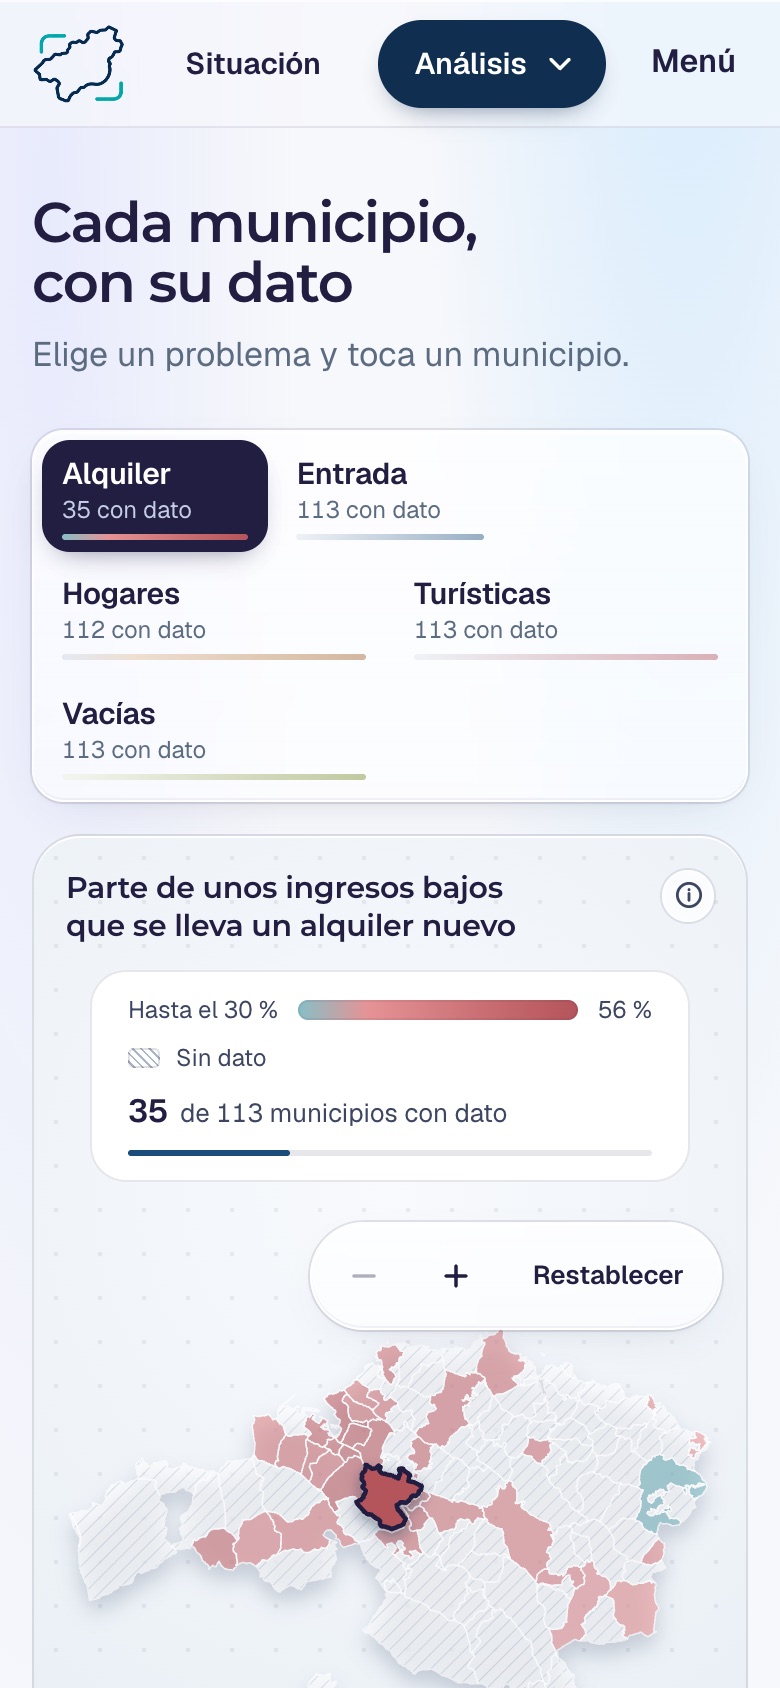 Situación
Análisis
Menú
Cada municipio,
con su dato
Elige un problema y toca un municipio.
Alquiler
35 con dato
Entrada
113 con dato
Hogares
112 con dato
Turísticas
113 con dato
Vacías
113 con dato
Parte de unos ingresos bajos
que se lleva un alquiler nuevo
Hasta el 30 %
56 %
Sin dato
35 de 113 municipios con dato
Restablecer